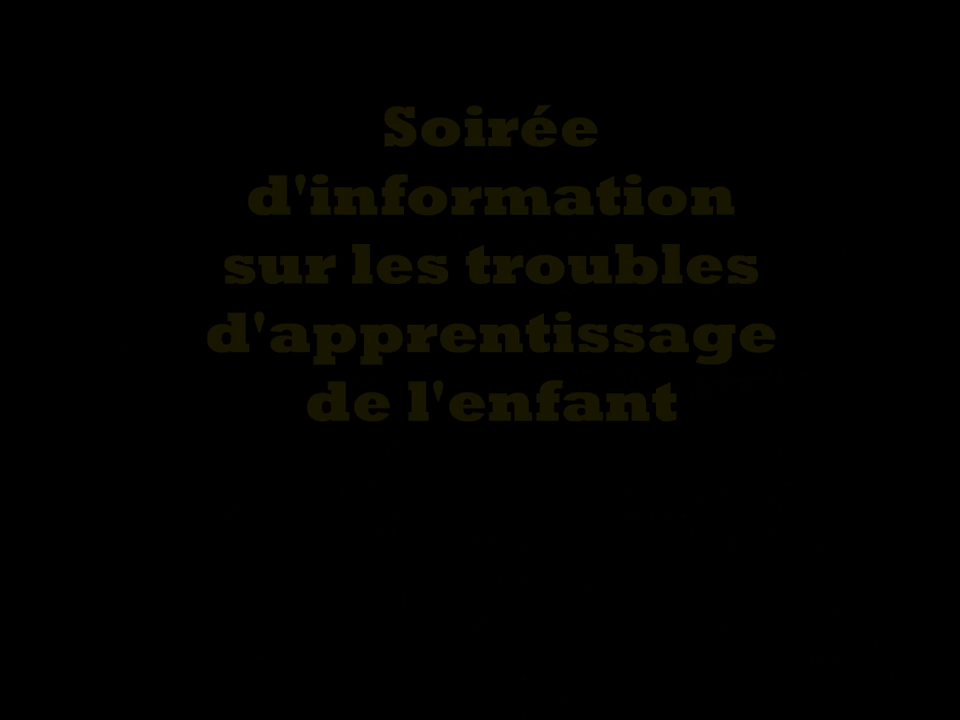 Soirée
d'information
sur les troubles
d'apprentissage
de l'enfant